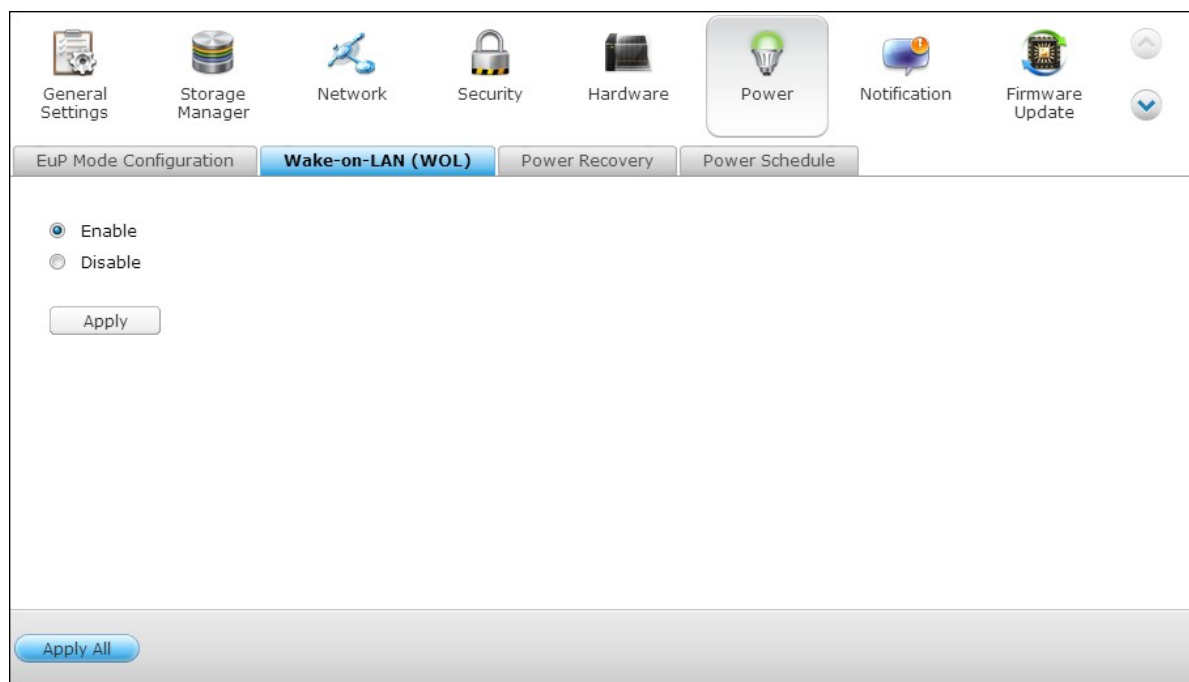 General Settings
Storage Manager
Network
Security
Hardware
Power
Notification
Firmware Update
EuP Mode Configuration
Wake-on-LAN (WOL)
Power Recovery
Power Schedule
Enable
Disable
Apply
Apply All